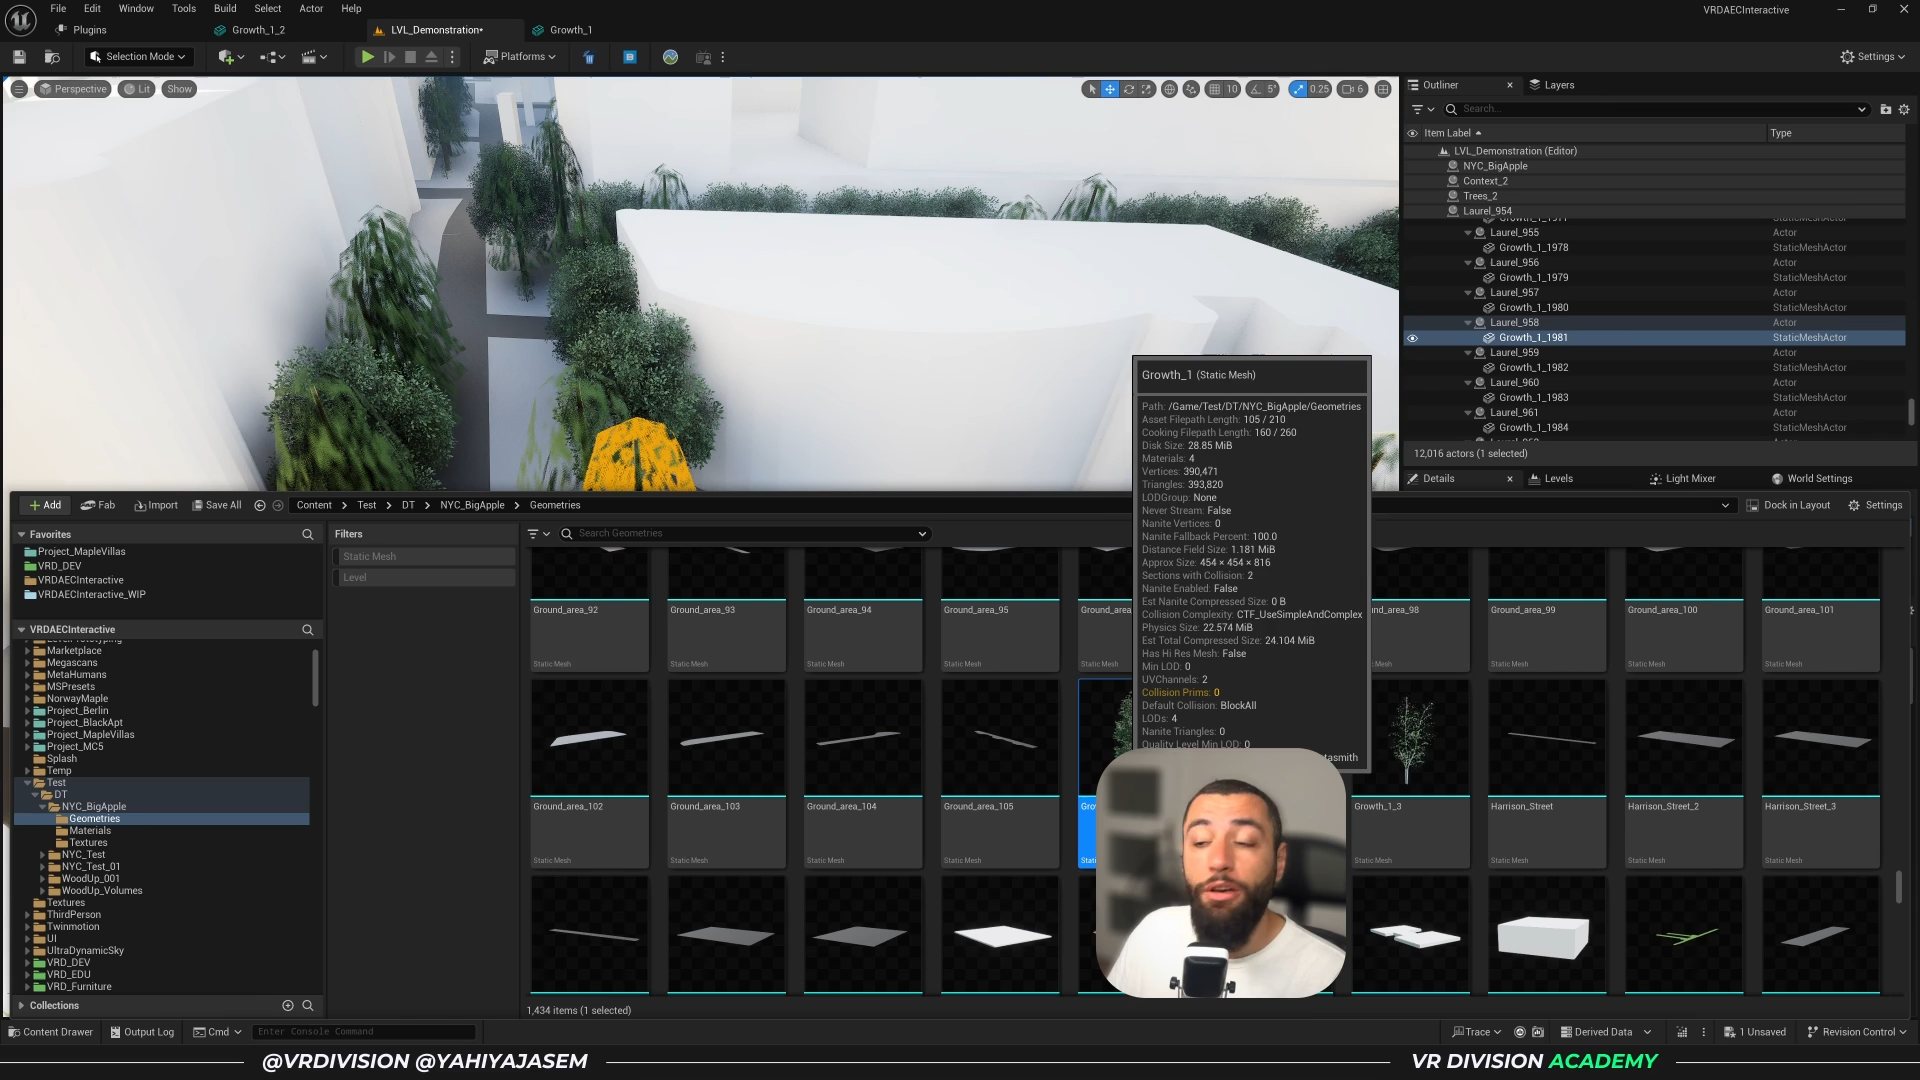 File Edit Window Tools Build Select Actor Help
VRDAECInteractive
Plugins
Growth_1_2
LVL_Demonstration*
Growth_1
Selection Mode
Platforms
Settings
Perspective
Lit
Show
10
5°
0.25
6
Outliner
Layers
Search...
Item Label
Type
LVL_Demonstration (Editor)
NYC_BigApple
Context_2
Trees_2
Laurel_954
StaticMeshActor
Laurel_955 Actor
Growth_1_1978 StaticMeshActor
Laurel_956 Actor
Growth_1_1979 StaticMeshActor
Laurel_957 Actor
Growth_1_1980 StaticMeshActor
Laurel_958 Actor
Growth_1_1981 StaticMeshActor
Laurel_959 Actor
Growth_1_1982 StaticMeshActor
Laurel_960 Actor
Growth_1_1983 StaticMeshActor
Laurel_961 Actor
Growth_1_1984 StaticMeshActor
12,016 actors (1 selected)
Details
Levels
Light Mixer
World Settings
Growth_1 (Static Mesh)
Path: /Game/Test/DT/NYC_BigApple/Geometries
Asset Filepath Length: 105 / 210
Cooking Filepath Length: 160 / 260
Disk Size: 28.85 MiB
Materials: 4
Vertices: 390,471
Triangles: 393,820
LODGroup: None
Never Stream: False
Nanite Vertices: 0
Nanite Fallback Percent: 100.0
Distance Field Size: 1.181 MiB
Approx Size: 454 × 454 × 816
Sections with Collision: 2
Nanite Enabled: False
Est Nanite Compressed Size: 0 B
Collision Complexity: CTF_UseSimpleAndComplex
Physics Size: 22.574 MiB
Est Total Compressed Size: 24.104 MiB
Has Hi Res Mesh: False
Min LOD: 0
UVChannels: 2
Collision Prims: 0
Default Collision: BlockAll
LODs: 4
Nanite Triangles: 0
Quality Level Min LOD: 0
tasmith
Add
Fab
Import
Save All
Content > Test > DT > NYC_BigApple > Geometries
Dock in Layout
Settings
Favorites
Project_MapleVillas
VRD_DEV
VRDAECInteractive
VRDAECInteractive_WIP
VRDAECInteractive
LevelPrototyping
Marketplace
Megascans
MetaHumans
MSPresets
NorwayMaple
Project_Berlin
Project_BlackApt
Project_MapleVillas
Project_MC5
Splash
Temp
Test
DT
NYC_BigApple
Geometries
Materials
Textures
NYC_Test
NYC_Test_01
WoodUp_001
WoodUp_Volumes
Textures
ThirdPerson
Twinmotion
UI
UltraDynamicSky
VRD_DEV
VRD_EDU
VRD_Furniture
Collections
Filters
Static Mesh
Level
Search Geometries
Ground_area_92
Ground_area_93
Ground_area_94
Ground_area_95
Ground_are
nd_area_98
Ground_area_99
Ground_area_100
Ground_area_101
Static Mesh
Static Mesh
Static Mesh
Static Mesh
Static Me
Mesh
Static Mesh
Static Mesh
Static Mesh
Ground_area_102
Ground_area_103
Ground_area_104
Ground_area_105
Gro
Growth_1_3
Harrison_Street
Harrison_Street_2
Harrison_Street_3
Static Mesh
Static Mesh
Static Mesh
Static Mesh
Stati
Static Mesh
Static Mesh
Static Mesh
Static Mesh
1,434 items (1 selected)
Content Drawer
Output Log
Cmd
Enter Console Command
Trace
Derived Data
1 Unsaved
Revision Control
@VRDIVISION @YAHIYAJASEM
VR DIVISION ACADEMY